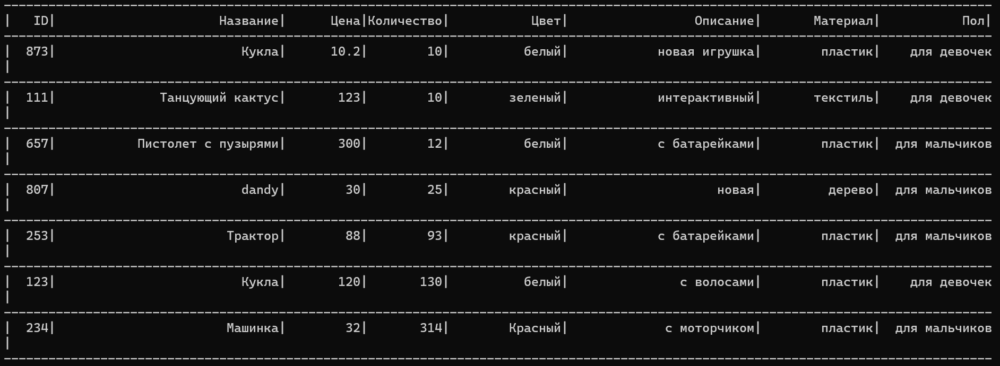 | ID| Название| Цена|Количество| Цвет| Описание| Материал| Пол|
| 873| Кукла| 10.2| 10| белый| новая игрушка| пластик| для девочек
|
| 111| Танцующий кактус| 123| 10| зеленый| интерактивный| текстиль| для девочек
|
| 657| Пистолет с пузырями| 300| 12| белый| с батарейками| пластик| для мальчиков
|
| 807| dandy| 30| 25| красный| новая| дерево| для мальчиков
|
| 253| Трактор| 88| 93| красный| с батарейками| пластик| для мальчиков
|
| 123| Кукла| 120| 130| белый| с волосами| пластик| для девочек
|
| 234| Машинка| 32| 314| Красный| с моторчиком| пластик| для мальчиков
|